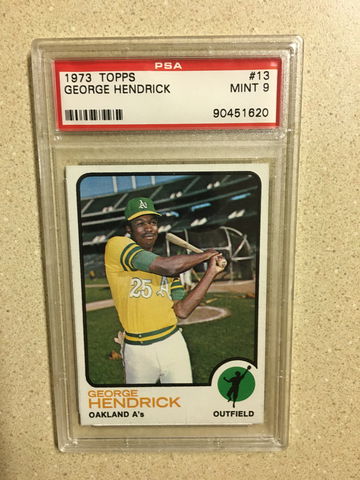 PSA
1973 TOPPS #13
GEORGE HENDRICK MINT 9
90451620
A's
25 A
GEORGE
HENDRICK
OAKLAND A's
OUTFIELD